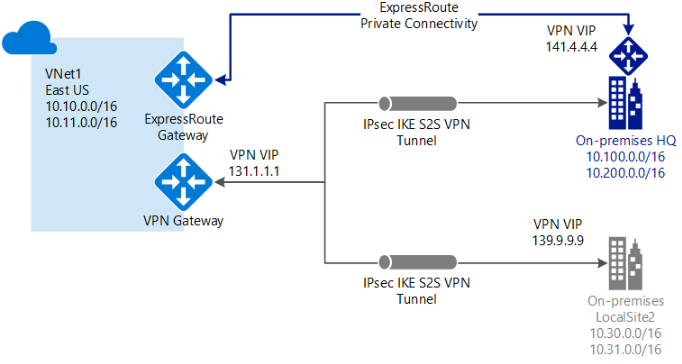 ExpressRoute
Private Connectivity
VPN VIP
141.4.4.4
VNet1
East US
10.10.0.0/16
10.11.0.0/16
ExpressRoute
Gateway
IPsec IKE S2S VPN
Tunnel
On-premises HQ
10.100.0.0/16
10.200.0.0/16
VPN VIP
131.1.1.1
VPN Gateway
VPN VIP
139.9.9.9
IPsec IKE S2S VPN
Tunnel
On-premises
LocalSite2
10.30.0.0/16
10.31.0.0/16